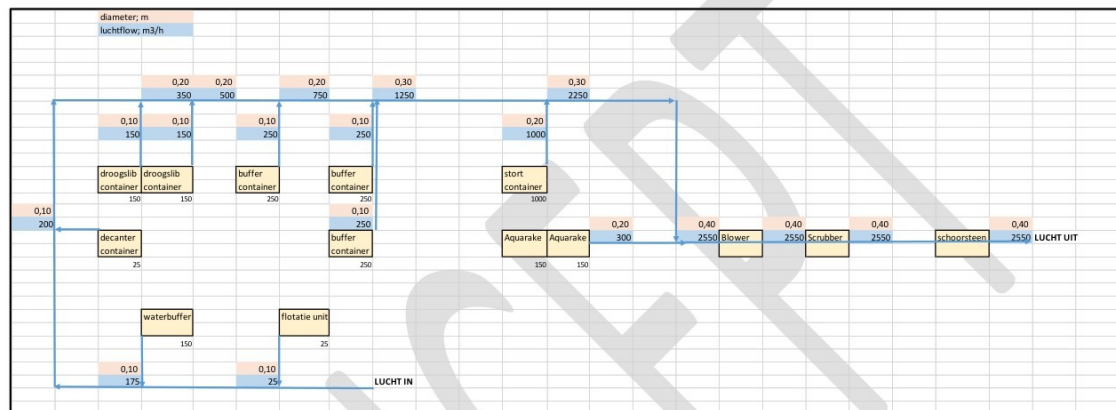 diameter; m
luchtflow; m3/h
0,20 0,20 0,20 0,30 0,30
350 500 750 1250 2250
0,10 0,10 0,10 0,10 0,20
150 150 250 250 1000
droogslib droogslib buffer buffer stort
container container container container container
150 150 250 250 1000
0,10 0,10 0,20 0,40 0,40 0,40 0,40
200 250 300 2550 2550 2550 2550
decanter buffer Aquarake Aquarake Blower Scrubber schoorsteen LUCHT UIT
container container
25 250 150 150
waterbuffer flotatie unit
150 25
0,10 0,10
175 25 LUCHT IN